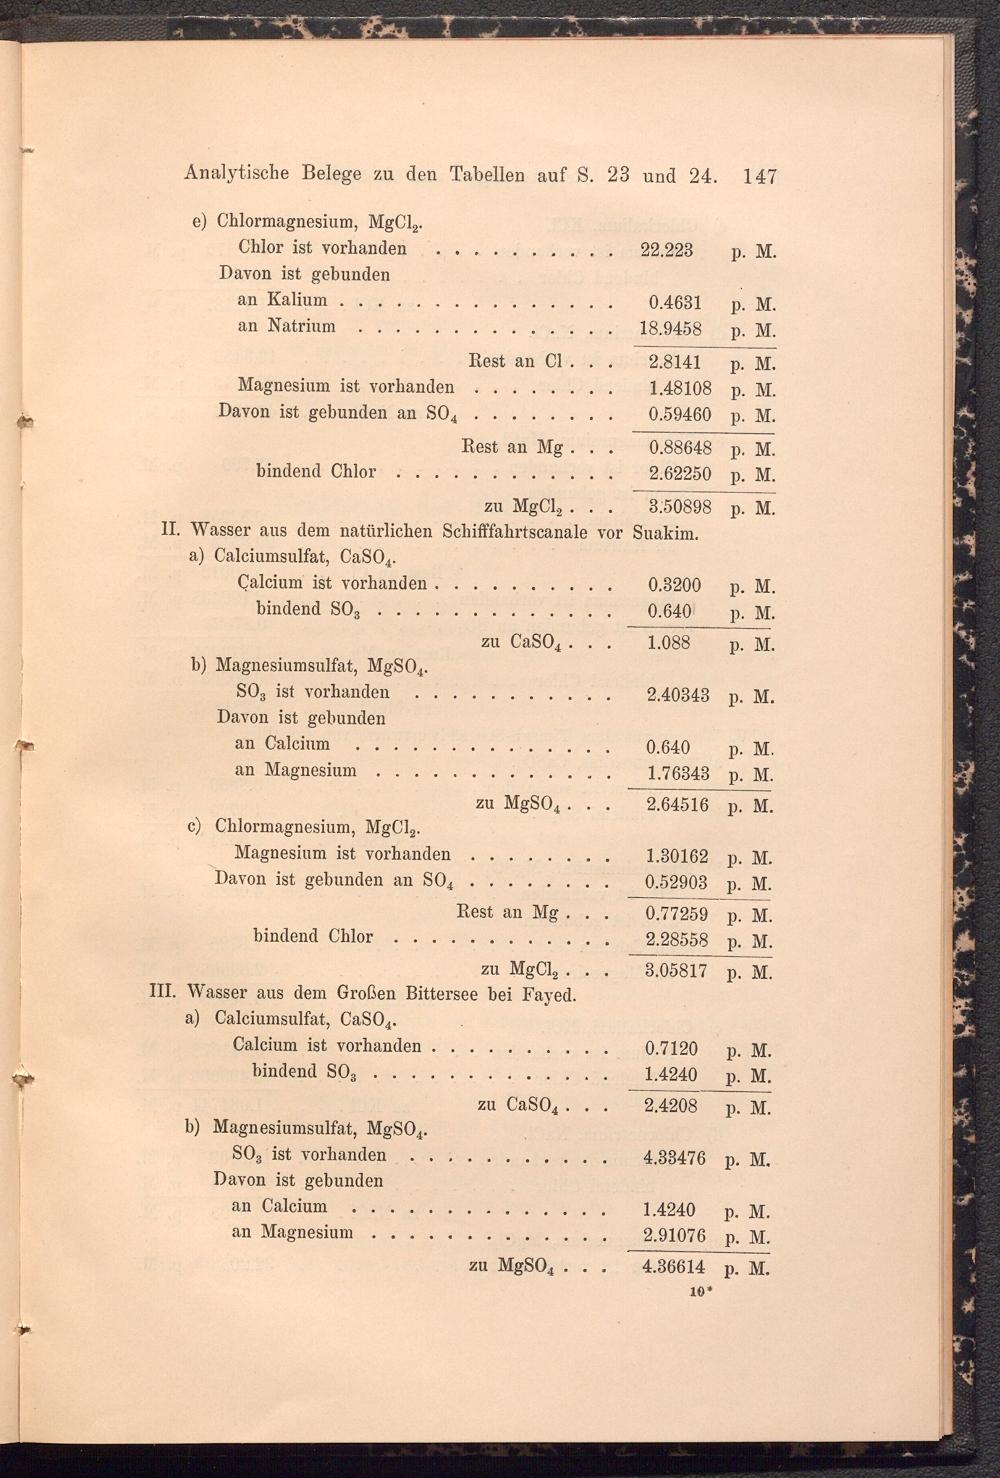 Analytische Belege zu den Tabellen auf S. 23 und 24. 147
e) Chlormagnesium, MgCl₂.
Chlor ist vorhanden . . . . . . . . . . 22.223 p. M.
Davon ist gebunden
an Kalium . . . . . . . . . . . . . . . 0.4631 p. M.
an Natrium . . . . . . . . . . . . . . 18.9458 p. M.
Rest an Cl . . . 2.8141 p. M.
Magnesium ist vorhanden . . . . . . . . 1.48108 p. M.
Davon ist gebunden an SO₄ . . . . . . . . 0.59460 p. M.
Rest an Mg . . . 0.88648 p. M.
bindend Chlor . . . . . . . . . . . . 2.62250 p. M.
zu MgCl₂ . . . 3.50898 p. M.
II. Wasser aus dem natürlichen Schifffahrtscanale vor Suakim.
a) Calciumsulfat, CaSO₄.
Calcium ist vorhanden . . . . . . . . . . 0.3200 p. M.
bindend SO₃ . . . . . . . . . . . . . 0.640 p. M.
zu CaSO₄ . . . 1.088 p. M.
b) Magnesiumsulfat, MgSO₄.
SO₃ ist vorhanden . . . . . . . . . . . 2.40343 p. M.
Davon ist gebunden
an Calcium . . . . . . . . . . . . . . 0.640 p. M.
an Magnesium . . . . . . . . . . . . . 1.76343 p. M.
zu MgSO₄ . . . 2.64516 p. M.
c) Chlormagnesium, MgCl₂.
Magnesium ist vorhanden . . . . . . . . 1.30162 p. M.
Davon ist gebunden an SO₄ . . . . . . . . 0.52903 p. M.
Rest an Mg . . . 0.77259 p. M.
bindend Chlor . . . . . . . . . . . . 2.28558 p. M.
zu MgCl₂ . . . 3.05817 p. M.
III. Wasser aus dem Großen Bittersee bei Fayed.
a) Calciumsulfat, CaSO₄.
Calcium ist vorhanden . . . . . . . . . . 0.7120 p. M.
bindend SO₃ . . . . . . . . . . . . . 1.4240 p. M.
zu CaSO₄ . . . 2.4208 p. M.
b) Magnesiumsulfat, MgSO₄.
SO₃ ist vorhanden . . . . . . . . . . . 4.33476 p. M.
Davon ist gebunden
an Calcium . . . . . . . . . . . . . . 1.4240 p. M.
an Magnesium . . . . . . . . . . . . . 2.91076 p. M.
zu MgSO₄ . . . 4.36614 p. M.
10*